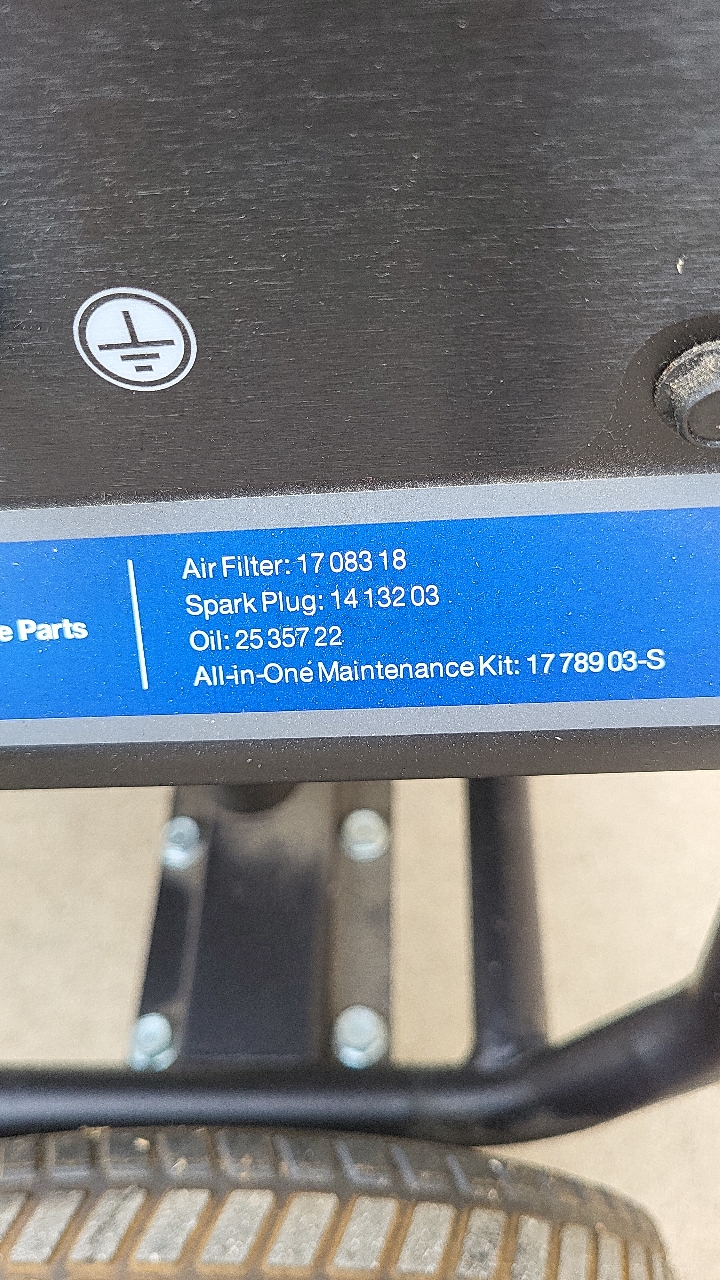 e Parts
Air Filter: 17 083 18
Spark Plug: 14 132 03
Oil: 25 357 22
All-in-One Maintenance Kit: 17 789 03-S